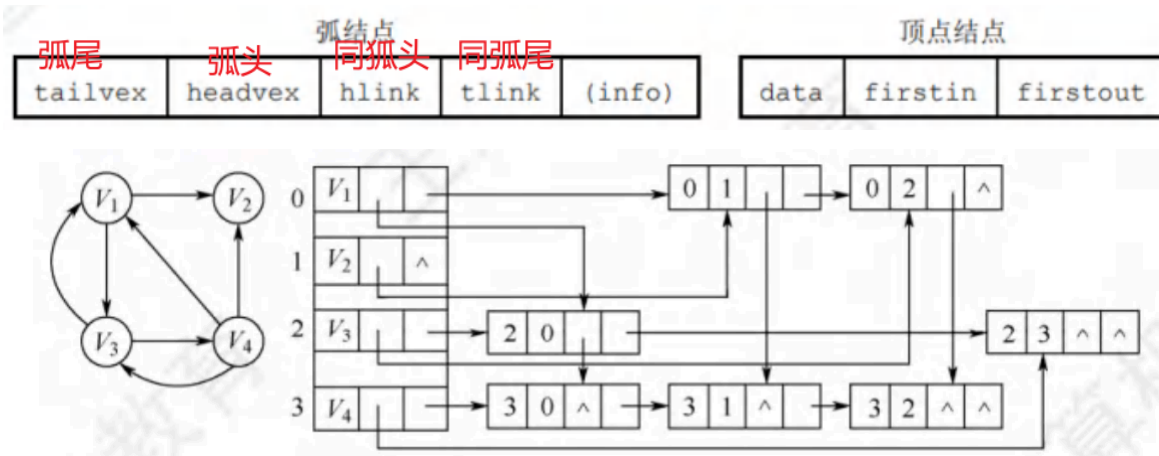 弧结点 顶点结点
弧尾 弧头 同狐头 同弧尾
tailvex headvex hlink tlink (info) data firstin firstout
V1 V2 0 V1 0 1 0 2 ^
1 V2 ^
V3 V4 2 V3 2 0 2 3 ^ ^
3 V4 3 0 ^ 3 1 ^ 3 2 ^ ^